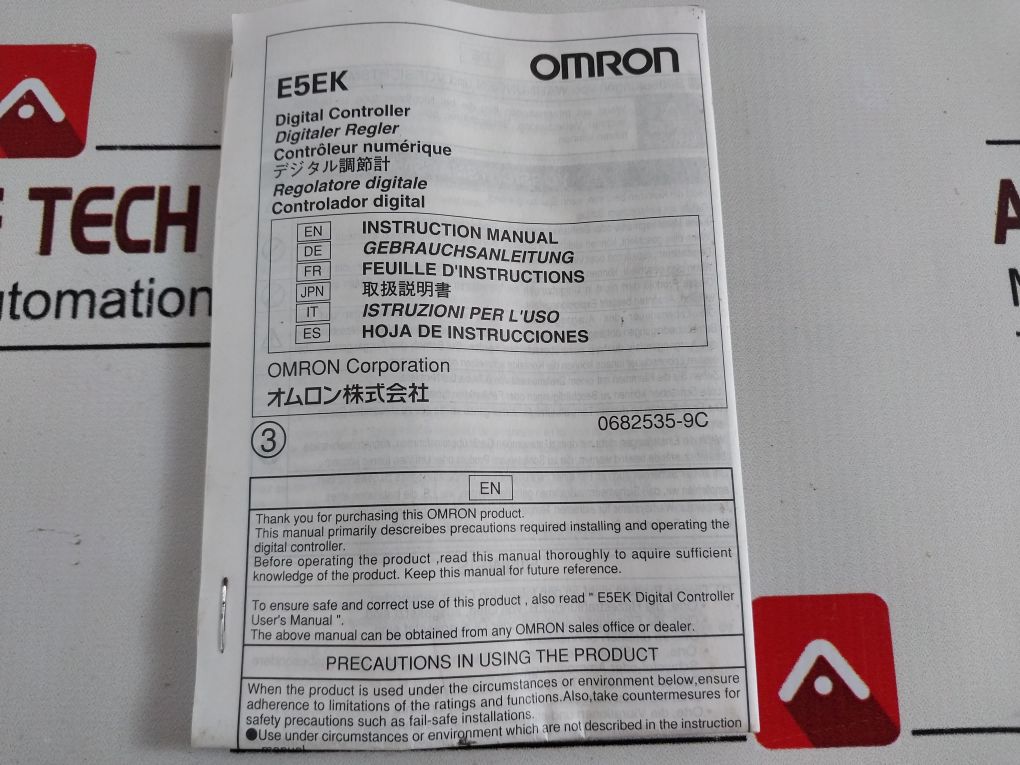 OMRON
E5EK
Digital Controller
Digitaler Regler
Contrôleur numérique
デジタル調節計
Regolatore digitale
Controlador digital
EN INSTRUCTION MANUAL
DE GEBRAUCHSANLEITUNG
FR FEUILLE D'INSTRUCTIONS
JPN 取扱説明書
IT ISTRUZIONI PER L'USO
ES HOJA DE INSTRUCCIONES
OMRON Corporation
オムロン株式会社
0682535-9C
③
EN
Thank you for purchasing this OMRON product.
This manual primarily descreibes precautions required installing and operating the
digital controller.
Before operating the product ,read this manual thoroughly to aquire sufficient
knowledge of the product. Keep this manual for future reference.
To ensure safe and correct use of this product , also read " E5EK Digital Controller
User's Manual ".
The above manual can be obtained from any OMRON sales office or dealer.
PRECAUTIONS IN USING THE PRODUCT
When the product is used under the circumstances or environment below,ensure
adherence to limitations of the ratings and functions.Also,take countermesures for
safety precautions such as fail-safe installations.
●Use under circumstances or environment which are not described in the instruction
manual.
F TECH
utomation